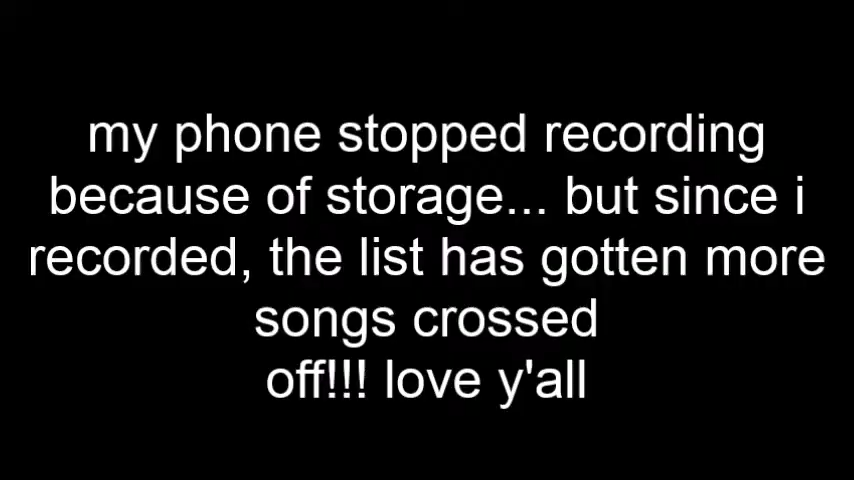 my phone stopped recording
because of storage... but since i
recorded, the list has gotten more
songs crossed
off!!! love y'all